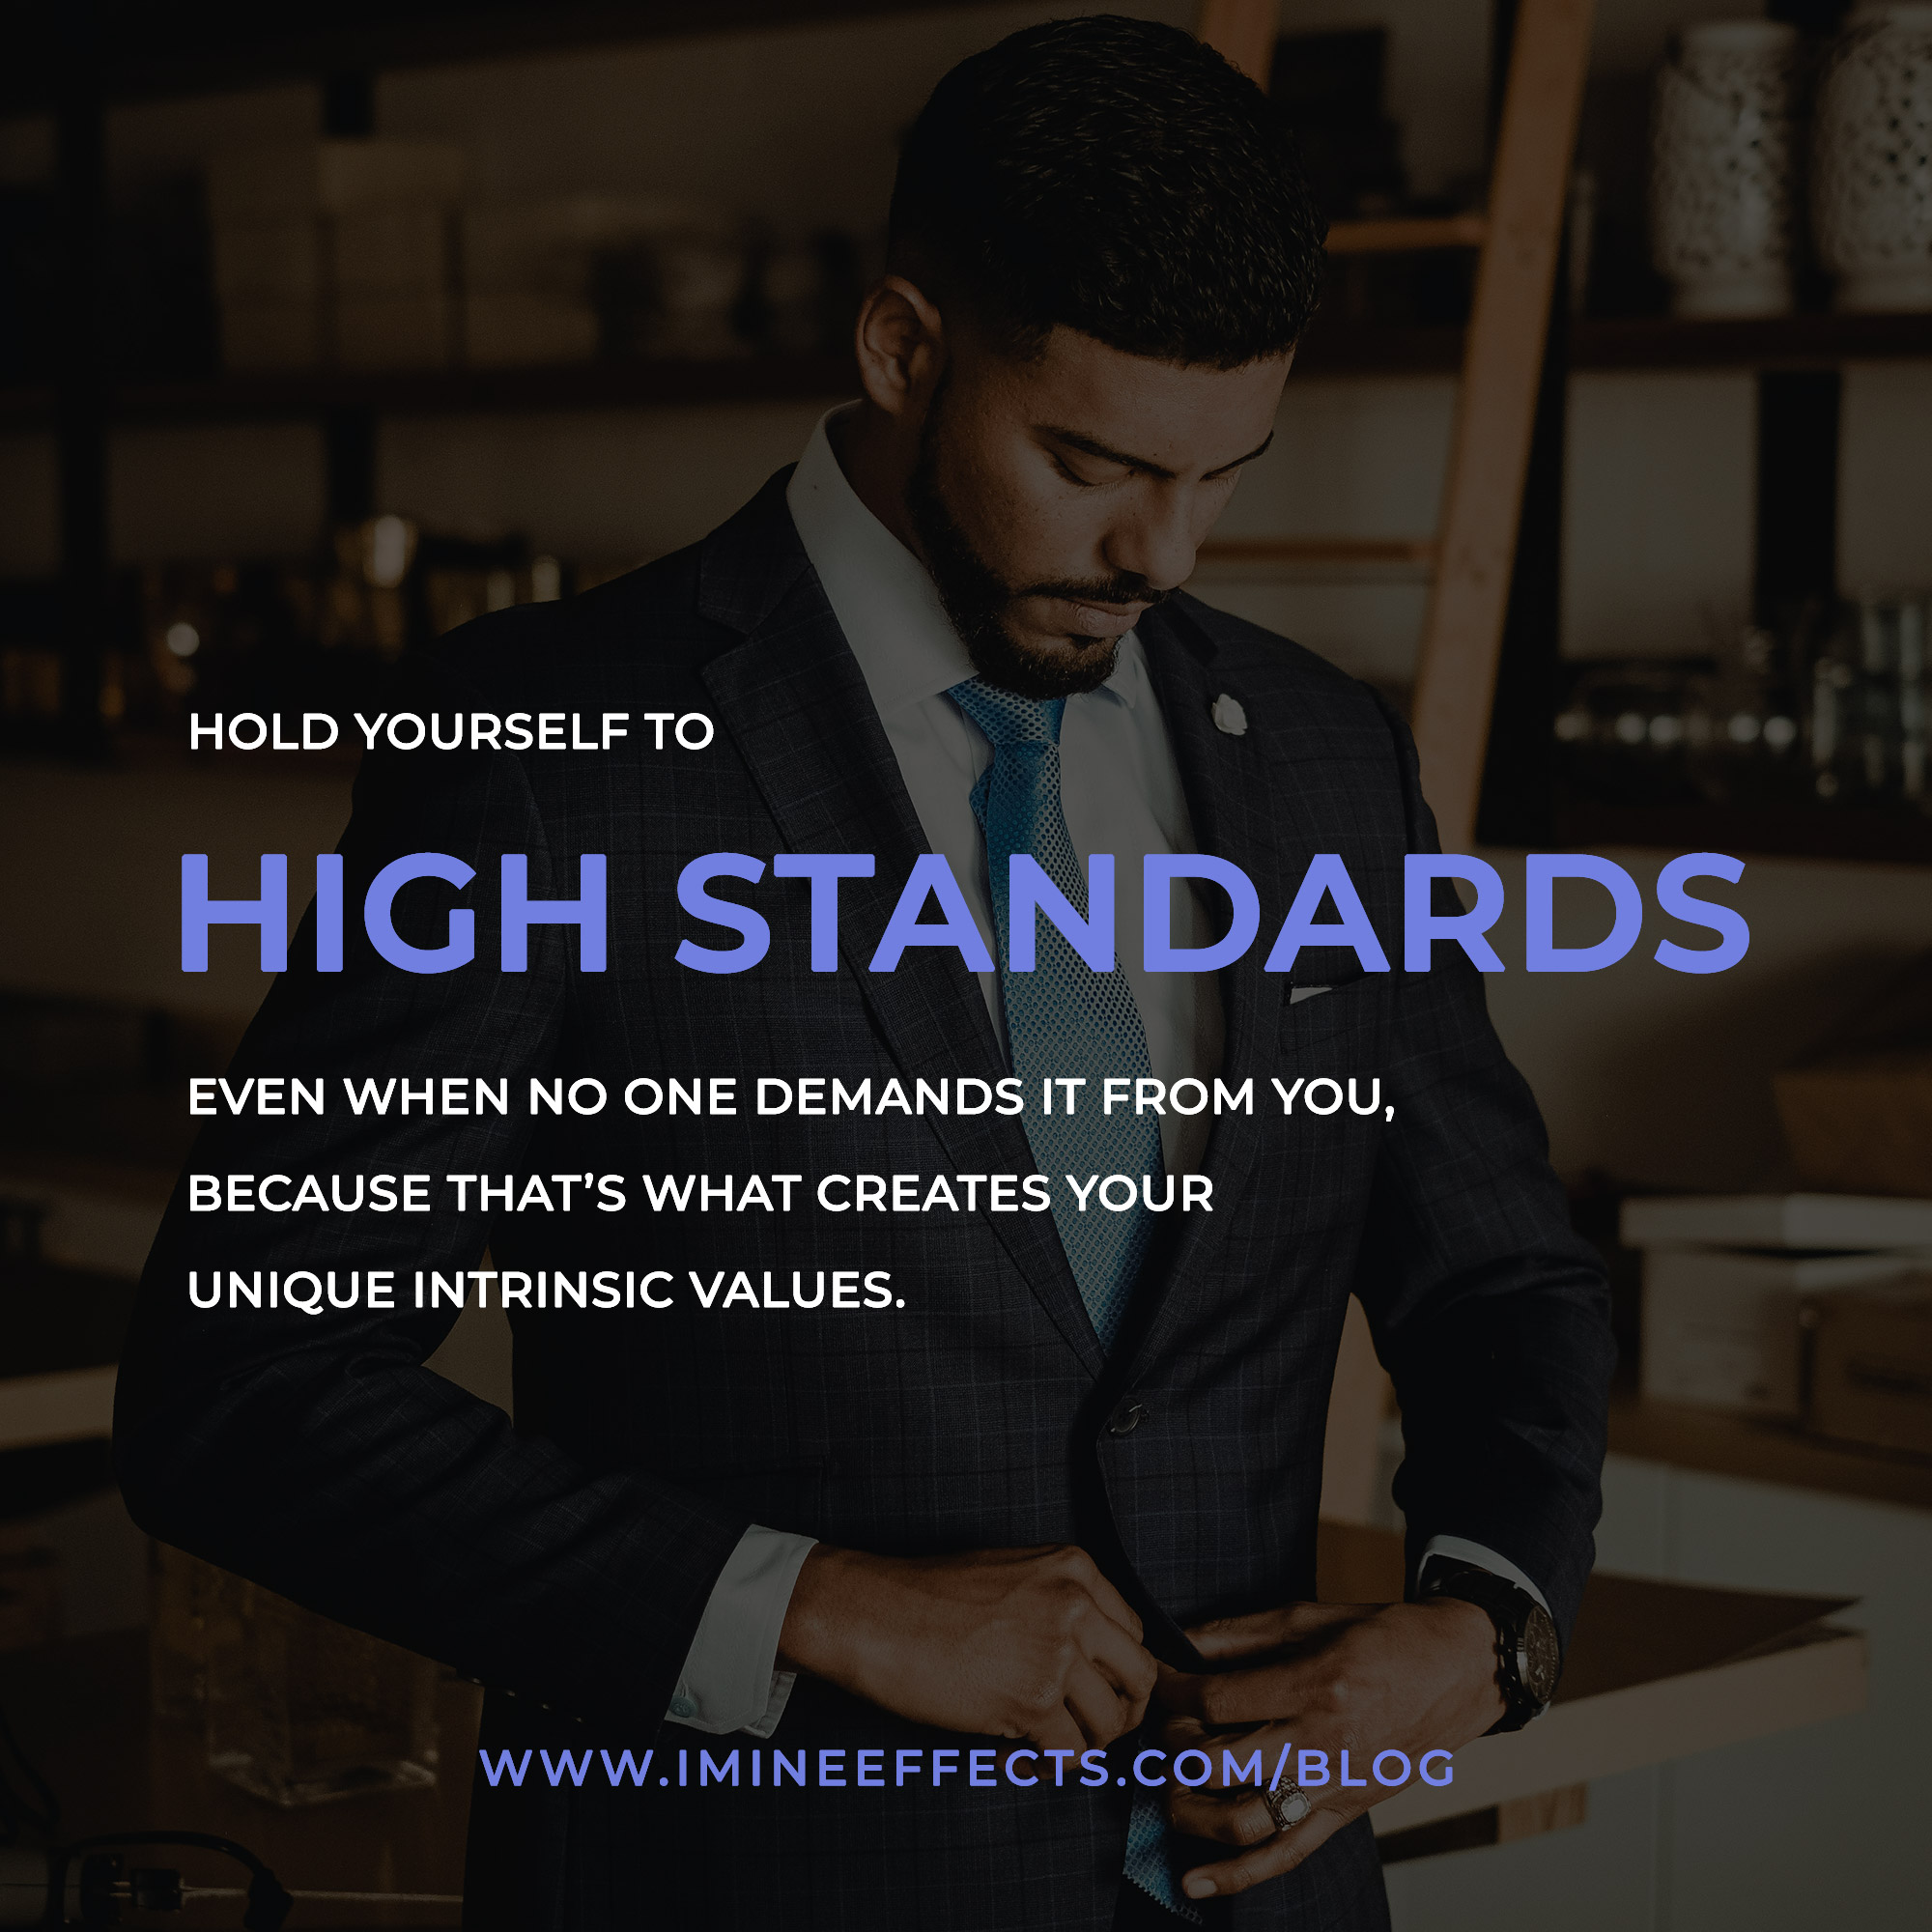 HOLD YOURSELF TO
HIGH STANDARDS
EVEN WHEN NO ONE DEMANDS IT FROM YOU,
BECAUSE THAT’S WHAT CREATES YOUR
UNIQUE INTRINSIC VALUES.
WWW.IMINEEFFECTS.COM/BLOG